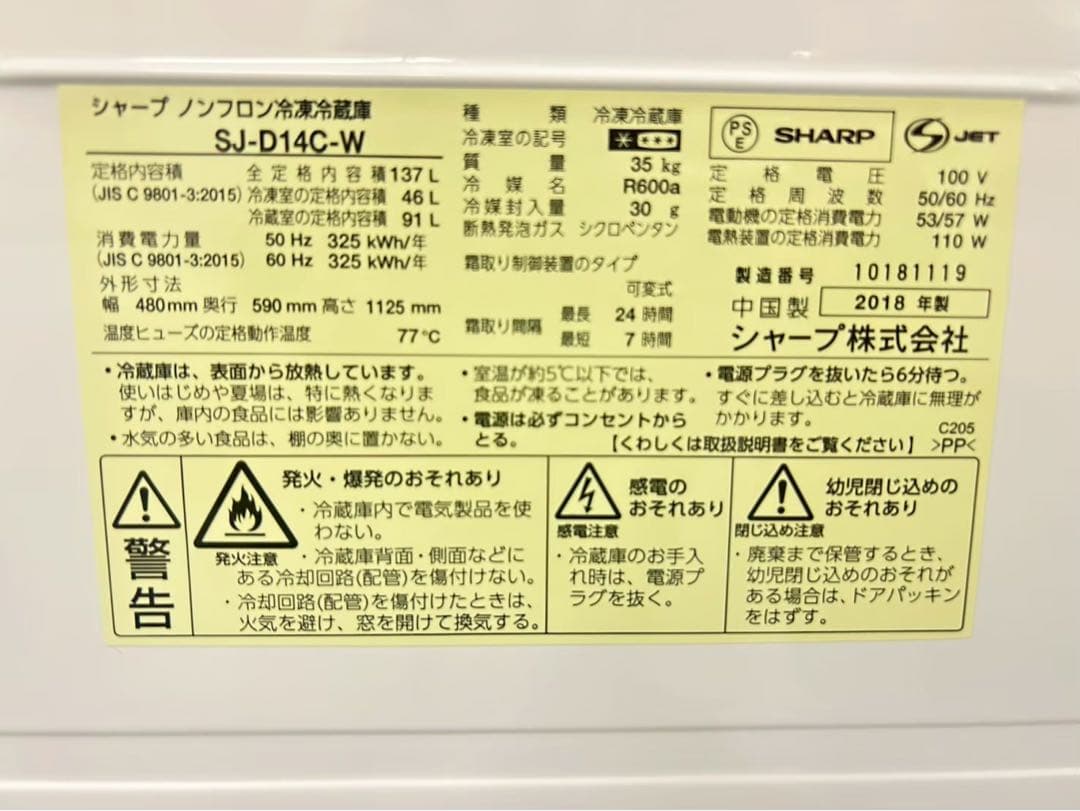 シャープ ノンフロン冷凍冷蔵庫
SJ-D14C-W
定格内容積 全定格内容積 137 L
(JIS C 9801-3:2015) 冷凍室の定格内容積 46 L
冷蔵室の定格内容積 91 L
消費電力量 50 Hz 325 kWh/年
(JIS C 9801-3:2015) 60 Hz 325 kWh/年
外形寸法
幅 480mm 奥行 590mm 高さ 1125mm
温度ヒューズの定格動作温度 77℃
種類 冷凍冷蔵庫
冷凍室の記号
質量 35 kg
冷媒名 R600a
冷媒封入量 30 g
断熱発泡ガス シクロペンタン
霜取り制御装置のタイプ
可変式
霜取り間隔 最長 24 時間
最短 7 時間
PSE SHARP S-JET
定格電圧 100 V
定格周波数 50/60 Hz
電動機の定格消費電力 53/57 W
電熱装置の定格消費電力 110 W
製造番号 10181119
中国製 2018 年製
シャープ株式会社
・冷蔵庫は、表面から放熱しています。
使いはじめや夏場は、特に熱くなりま
すが、庫内の食品には影響ありません。
・水気の多い食品は、棚の奥に置かない。
・室温が約5℃以下では、
食品が凍ることがあります。
・電源は必ずコンセントから
とる。
・電源プラグを抜いたら6分待つ。
すぐに差し込むと冷蔵庫に無理が
かかります。
C205
【くわしくは取扱説明書をご覧ください】 >PP<
警告
発火・爆発のおそれあり
発火注意
・冷蔵庫内で電気製品を使
わない。
・冷蔵庫背面・側面などに
ある冷却回路(配管)を傷付けない。
・冷却回路(配管)を傷付けたときは、
火気を避け、窓を開けて換気する。
感電の
おそれあり
感電注意
・冷蔵庫のお手入
れ時は、電源プ
ラグを抜く。
幼児閉じ込めの
おそれあり
閉じ込め注意
・廃棄まで保管するとき、
幼児閉じ込めのおそれが
ある場合は、ドアパッキン
をはずす。